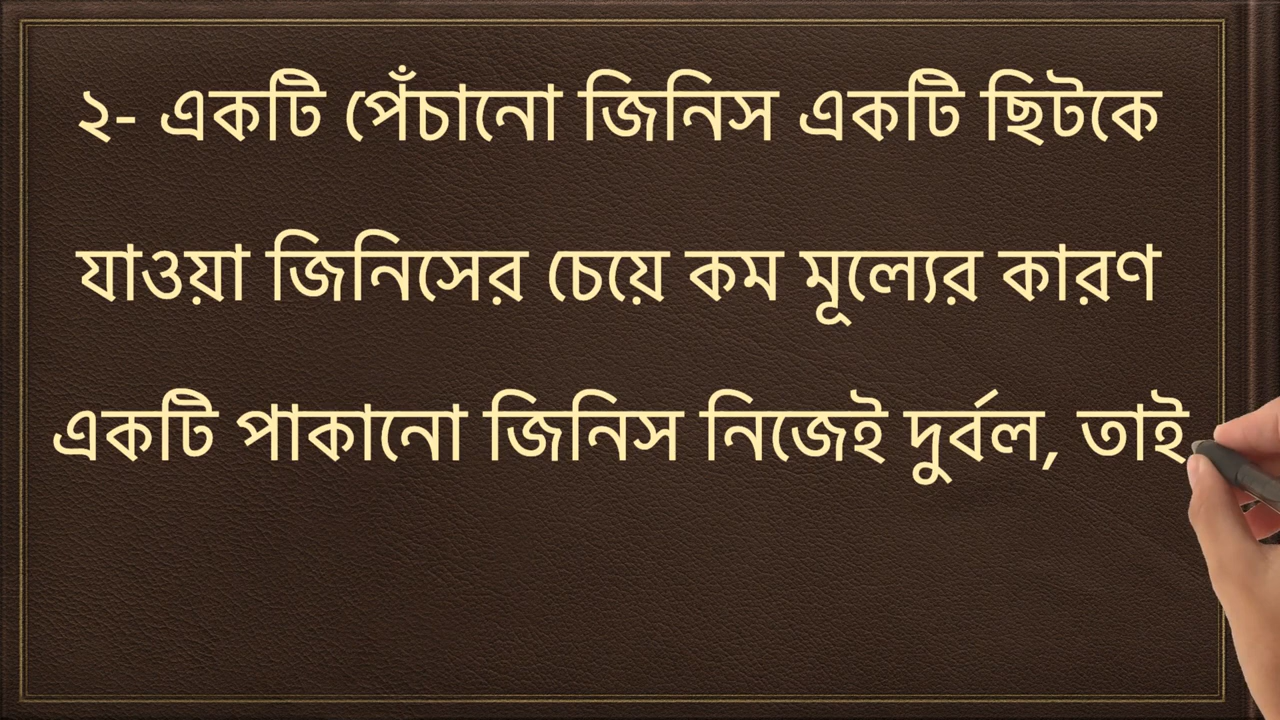 ২- একটি পেঁচানো জিনিস একটি ছিটকে
যাওয়া জিনিসের চেয়ে কম মূল্যের কারণ
একটি পাকানো জিনিস নিজেই দুর্বল, তাই